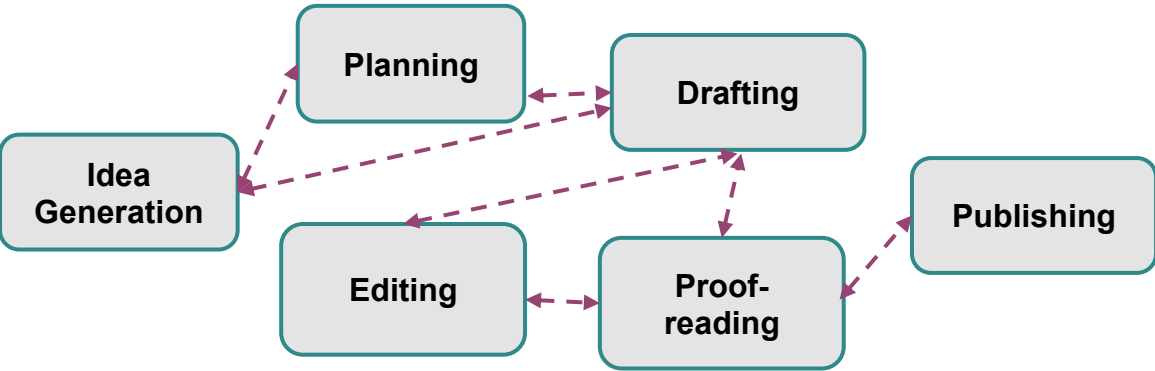 Idea
Generation
Planning
Drafting
Editing
Proof-
reading
Publishing